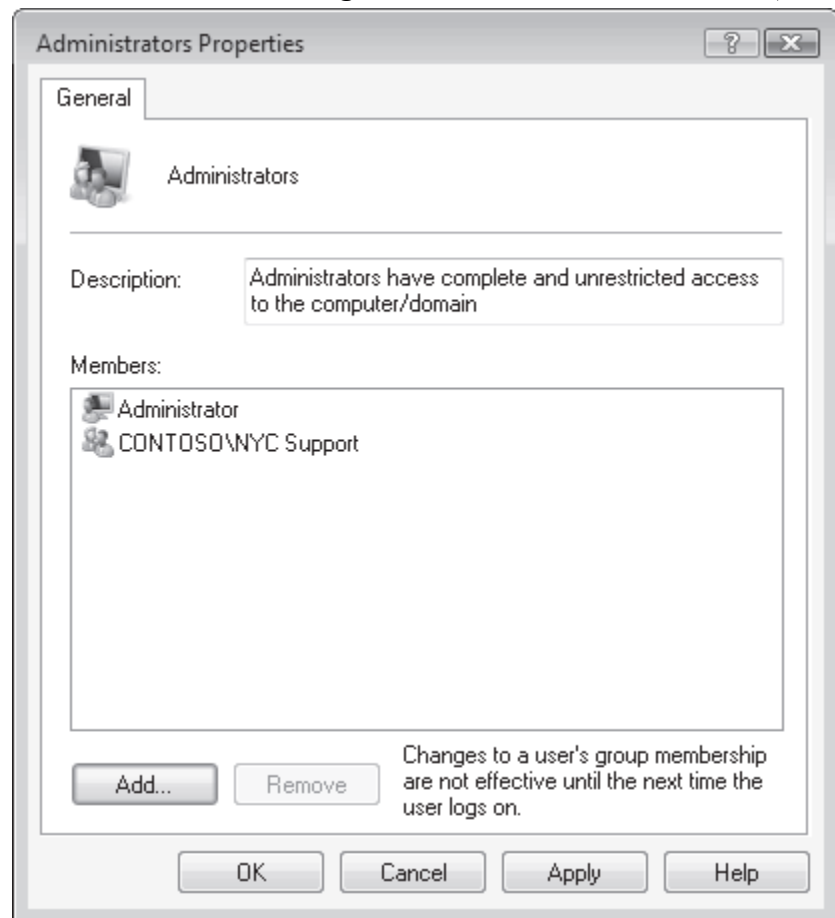 Administrators Properties
General
Administrators
Description:
Administrators have complete and unrestricted access
to the computer/domain
Members:
Administrator
CONTOSO\NYC Support
Add...
Remove
Changes to a user's group membership
are not effective until the next time the
user logs on.
OK
Cancel
Apply
Help